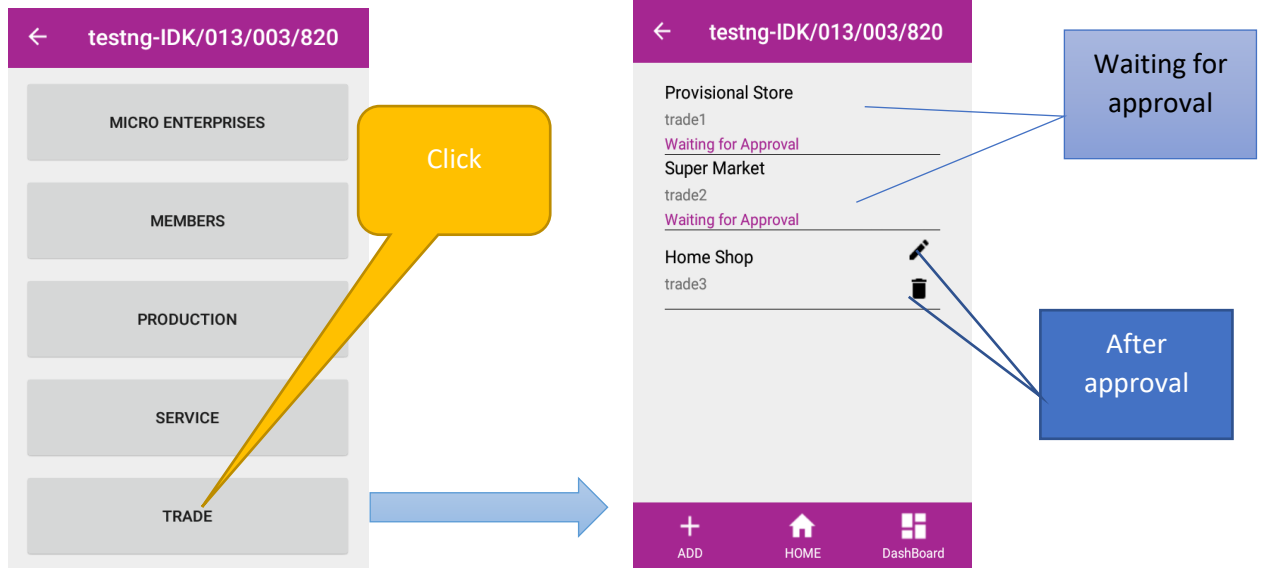 testng-IDK/013/003/820
MICRO ENTERPRISES
MEMBERS
PRODUCTION
SERVICE
TRADE
Click
testng-IDK/013/003/820
Provisional Store
trade1
Waiting for Approval
Super Market
trade2
Waiting for Approval
Home Shop
trade3
ADD
HOME
DashBoard
Waiting for
approval
After
approval